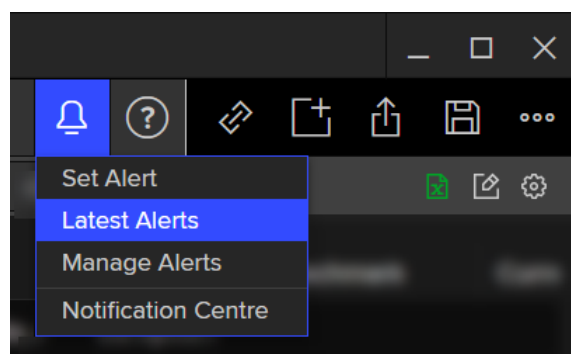 Set Alert
Latest Alerts
Manage Alerts
Notification Centre